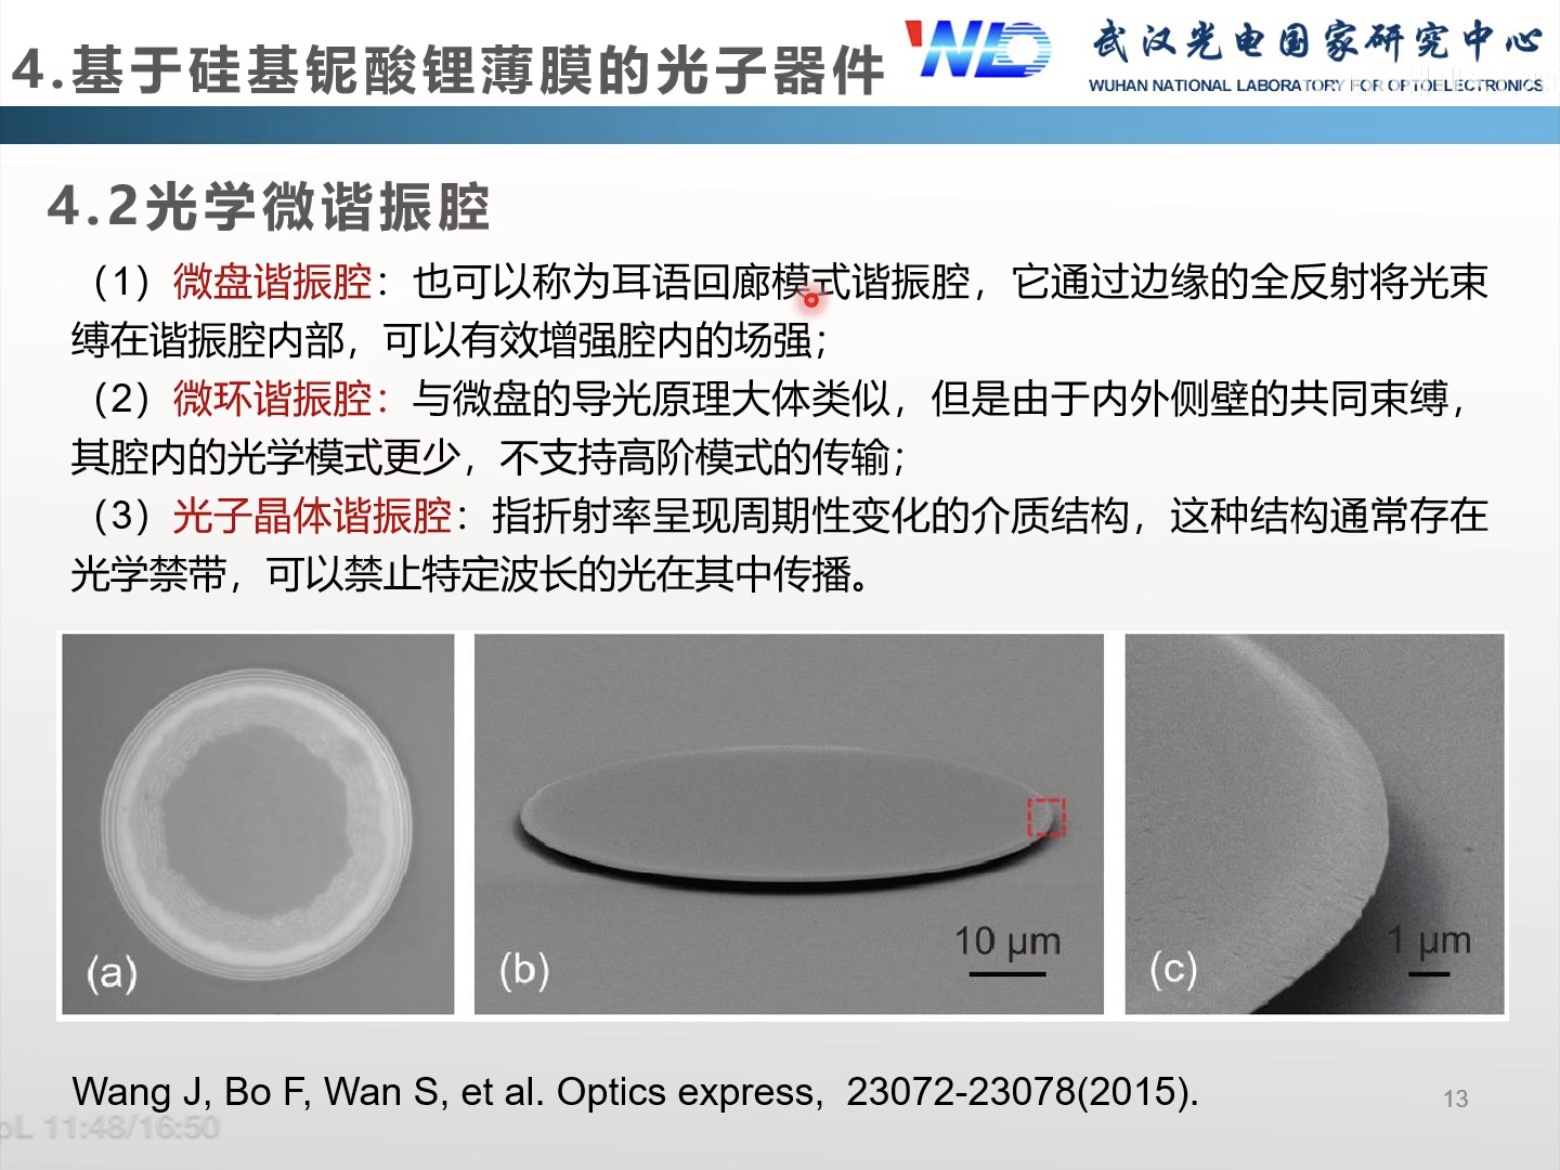 4.基于硅基铌酸锂薄膜的光子器件
WNLO
武汉光电国家研究中心
WUHAN NATIONAL LABORATORY FOR OPTOELECTRONICS
4.2光学微谐振腔
（1）微盘谐振腔：也可以称为耳语回廊模式谐振腔，它通过边缘的全反射将光束
缚在谐振腔内部，可以有效增强腔内的场强；
（2）微环谐振腔：与微盘的导光原理大体类似，但是由于内外侧壁的共同束缚，
其腔内的光学模式更少，不支持高阶模式的传输；
（3）光子晶体谐振腔：指折射率呈现周期性变化的介质结构，这种结构通常存在
光学禁带，可以禁止特定波长的光在其中传播。
(a)
(b)
10 μm
(c)
1 μm
Wang J, Bo F, Wan S, et al. Optics express, 23072-23078(2015).
13
11:48/16:50